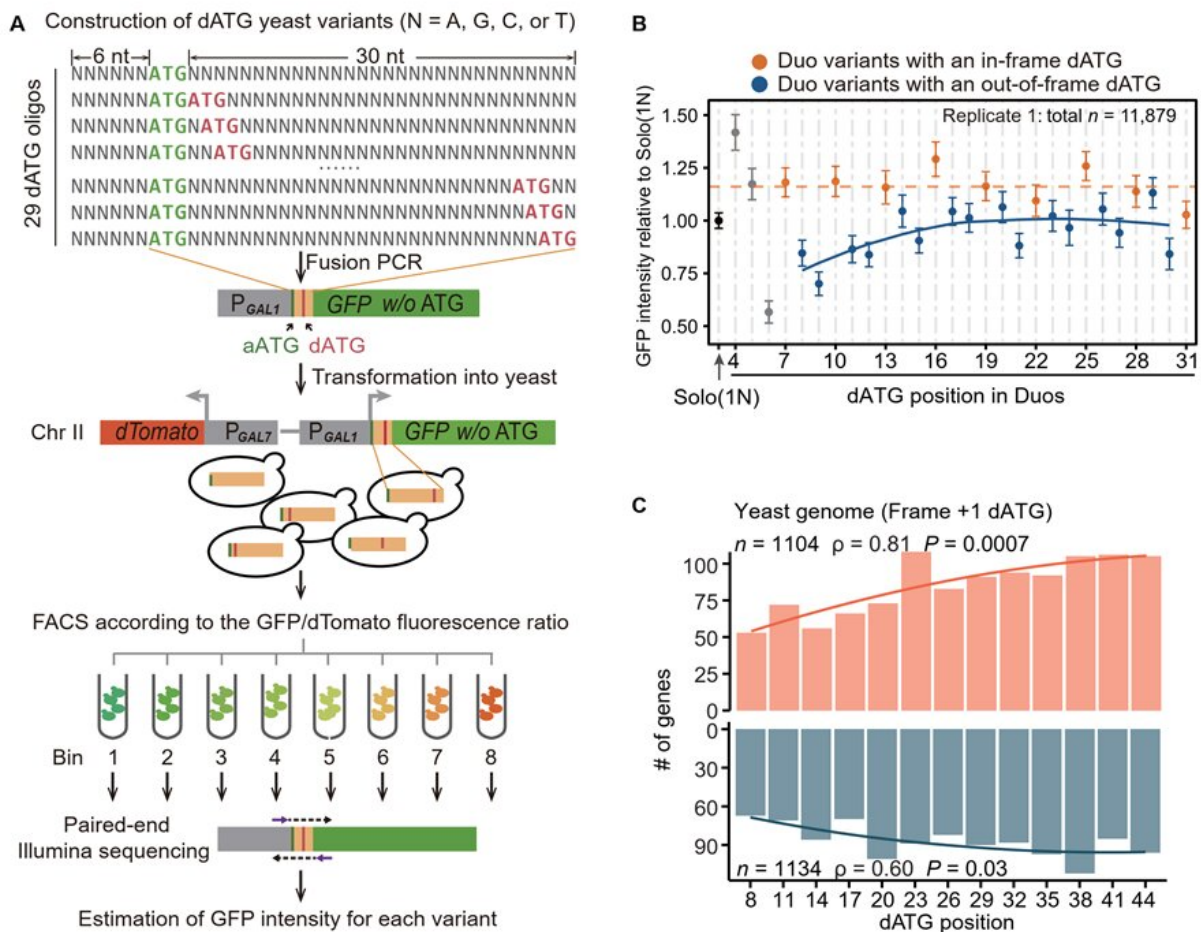 A
Construction of dATG yeast variants (N = A, G, C, or T)
6 nt 30 nt
29 dATG oligos
NNNNNNATGNNNNNNNNNNNNNNNNNNNNNNNNNNNNNN
NNNNNNATGATGNNNNNNNNNNNNNNNNNNNNNNNNNNN
NNNNNNATGNATGNNNNNNNNNNNNNNNNNNNNNNNNNN
NNNNNNATGNNATGNNNNNNNNNNNNNNNNNNNNNNNNN
......
NNNNNNATGNNNNNNNNNNNNNNNNNNNNNNNNNATGNN
NNNNNNATGNNNNNNNNNNNNNNNNNNNNNNNNNNATGN
NNNNNNATGNNNNNNNNNNNNNNNNNNNNNNNNNNNATG
Fusion PCR
PGAL1 GFP w/o ATG
aATG dATG
Transformation into yeast
Chr II dTomato PGAL7 PGAL1 GFP w/o ATG
FACS according to the GFP/dTomato fluorescence ratio
Bin 1 2 3 4 5 6 7 8
Paired-end
Illumina sequencing
Estimation of GFP intensity for each variant
B
Duo variants with an in-frame dATG
Duo variants with an out-of-frame dATG
Replicate 1: total n = 11,879
GFP intensity relative to Solo(1N)
1.50
1.25
1.00
0.75
0.50
4 7 10 13 16 19 22 25 28 31
Solo(1N) dATG position in Duos
C
Yeast genome (Frame +1 dATG)
n = 1104 ρ = 0.81 P = 0.0007
# of genes
100
75
50
25
0
0
30
60
90
n = 1134 ρ = 0.60 P = 0.03
8 11 14 17 20 23 26 29 32 35 38 41 44
dATG position